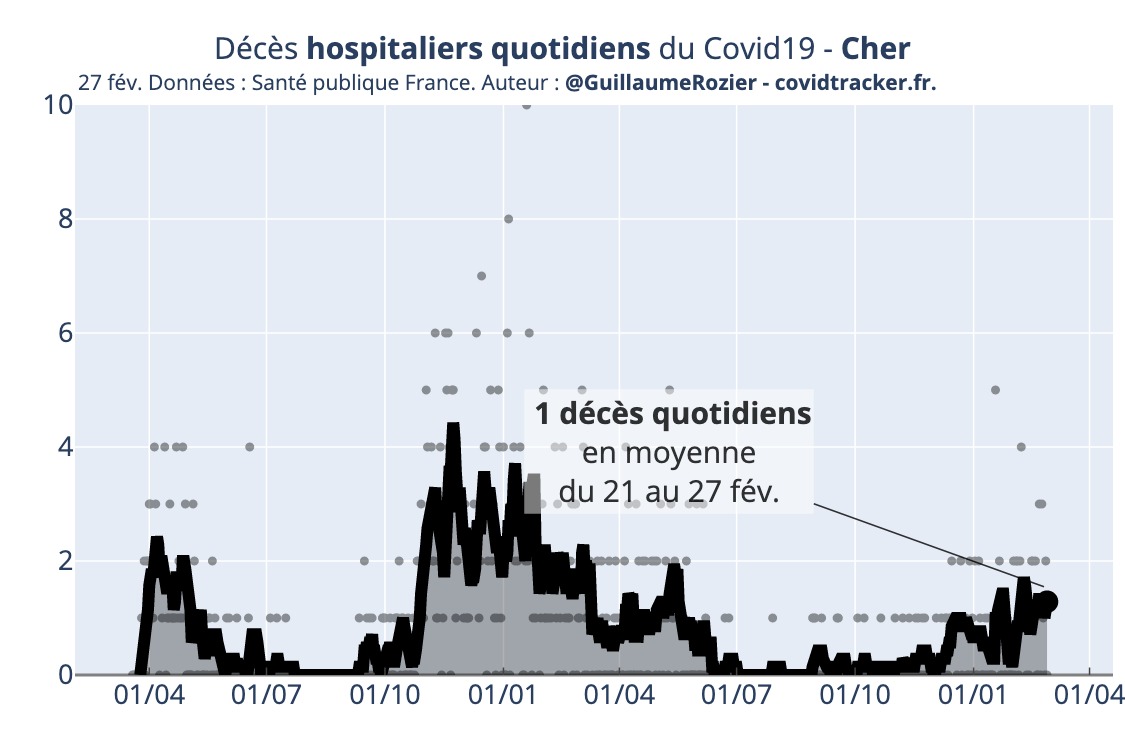 Décès hospitaliers quotidiens du Covid19 - Cher
27 fév. Données : Santé publique France. Auteur : @GuillaumeRozier - covidtracker.fr.
10
8
6
4
2
0
1 décès quotidiens
en moyenne
du 21 au 27 fév.
01/04 01/07 01/10 01/01 01/04 01/07 01/10 01/01 01/04